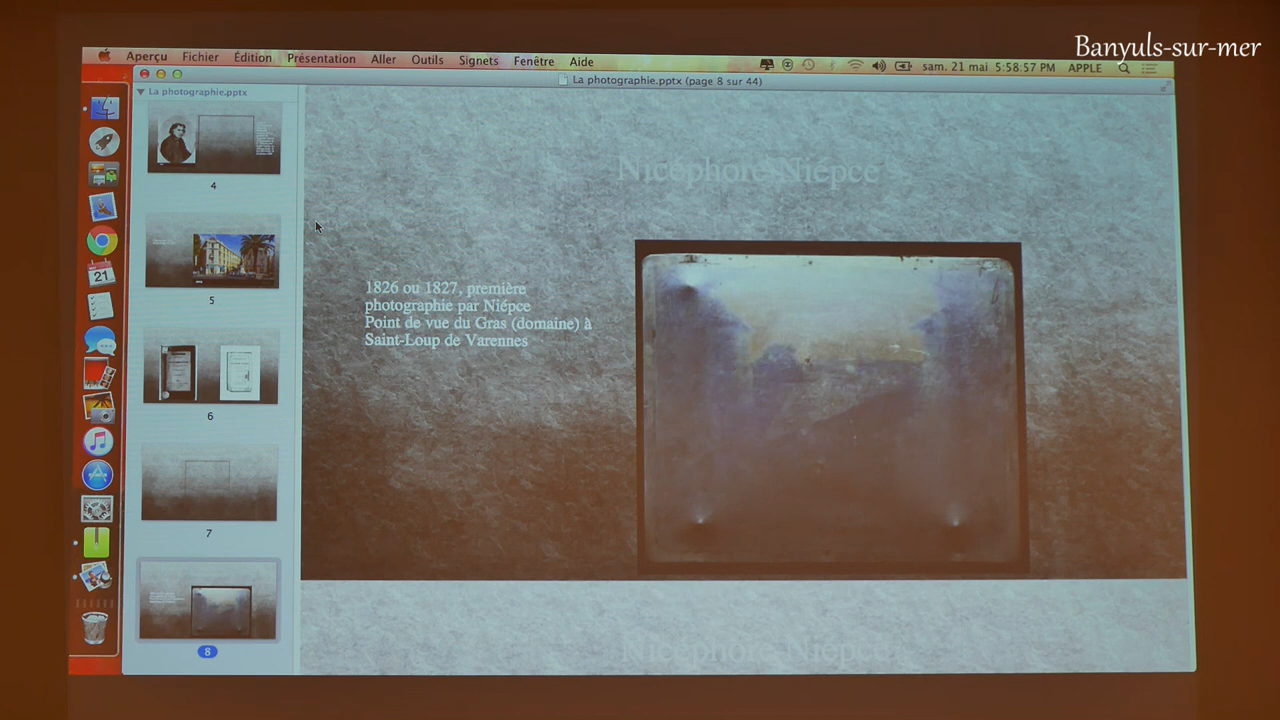 Banyuls-sur-mer
Aperçu Fichier Édition Présentation Aller Outils Signets Fenêtre Aide sam. 21 mai 5:58:57 PM APPLE
La photographie.pptx (page 8 sur 44)
La photographie.pptx
4
5
6
7
8
21
Nicéphore Niépce
1826 ou 1827, première
photographie par Niépce
Point de vue du Gras (domaine) à
Saint-Loup de Varennes
Nicéphore Niépce